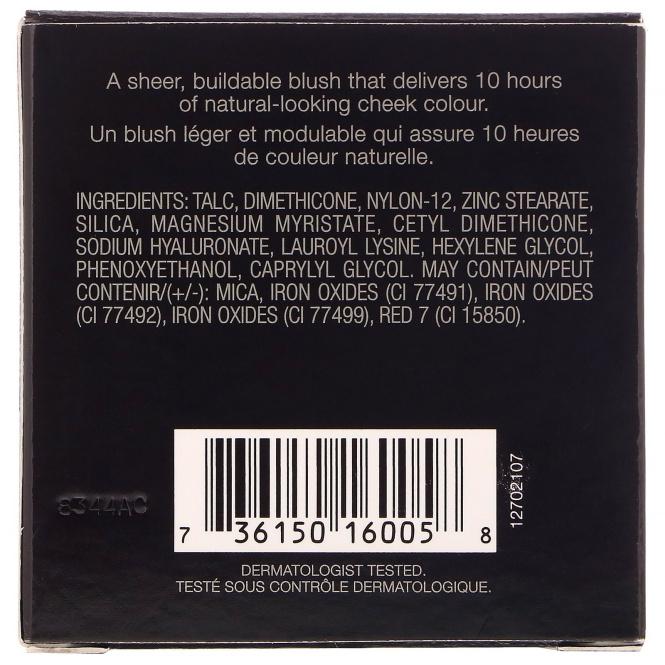 A sheer, buildable blush that delivers 10 hours
of natural-looking cheek colour.
Un blush léger et modulable qui assure 10 heures
de couleur naturelle.
INGREDIENTS: TALC, DIMETHICONE, NYLON-12, ZINC STEARATE,
SILICA, MAGNESIUM MYRISTATE, CETYL DIMETHICONE,
SODIUM HYALURONATE, LAUROYL LYSINE, HEXYLENE GLYCOL,
PHENOXYETHANOL, CAPRYLYL GLYCOL. MAY CONTAIN/PEUT
CONTENIR/(+/-): MICA, IRON OXIDES (CI 77491), IRON OXIDES
(CI 77492), IRON OXIDES (CI 77499), RED 7 (CI 15850).
8344AC
7 36150 16005 8
12702107
DERMATOLOGIST TESTED.
TESTÉ SOUS CONTRÔLE DERMATOLOGIQUE.